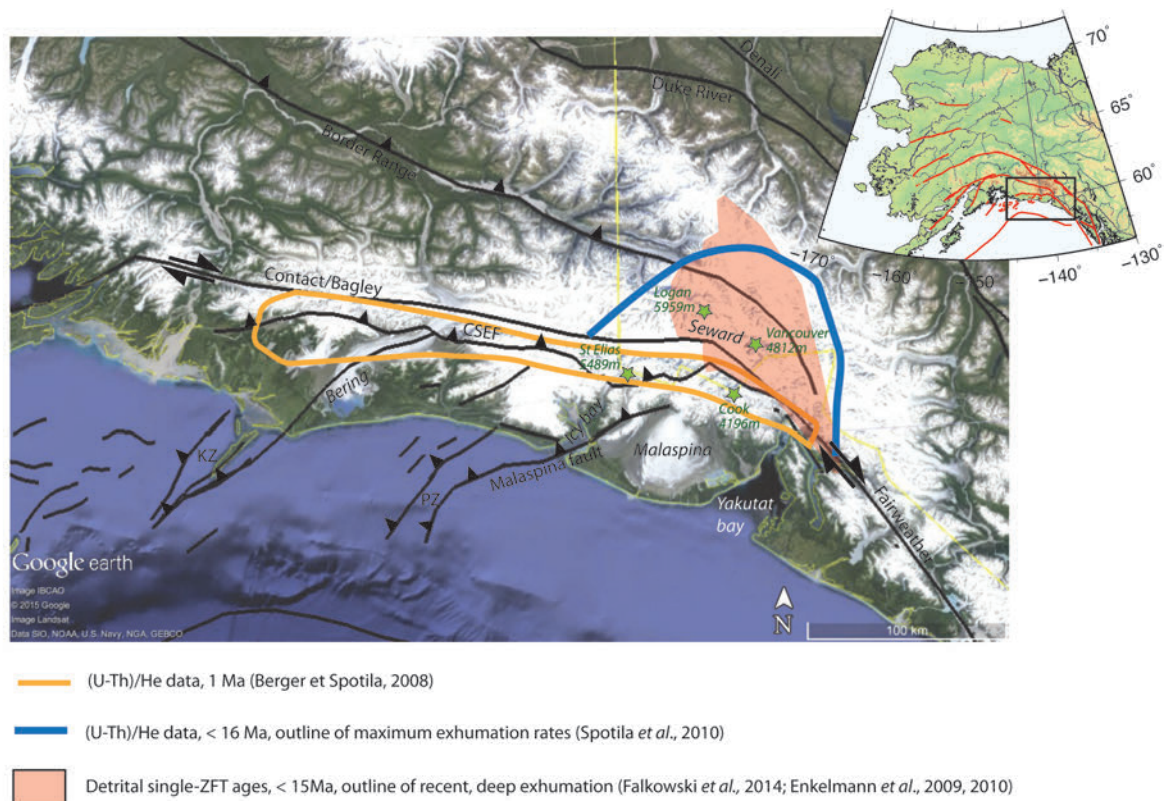 70°
65°
60°
-170°
-160°
-150°
-140°
-130°
Denali
Duke River
Border Range
Contact/Bagley
CSEF
Logan
5959m
Seward
Vancouver
4812m
St Elias
5489m
Cook
4196m
Bering
Icy bay
Malaspina
Malaspina fault
KZ
PZ
Yakutat
bay
Fairweather
Google earth
Image IBCAO
© 2015 Google
Image Landsat
Data SIO, NOAA, U.S. Navy, NGA, GEBCO
N
100 km
(U-Th)/He data, 1 Ma (Berger et Spotila, 2008)
(U-Th)/He data, < 16 Ma, outline of maximum exhumation rates (Spotila et al., 2010)
Detrital single-ZFT ages, < 15Ma, outline of recent, deep exhumation (Falkowski et al., 2014; Enkelmann et al., 2009, 2010)